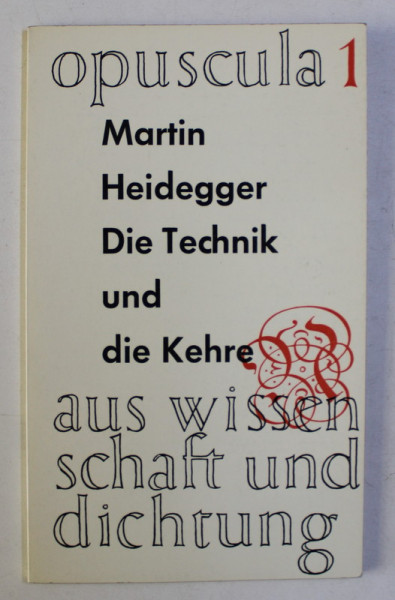 opuscula 1
Martin
Heidegger
Die Technik
und
die Kehre
aus wissen
schaft und
dichtung